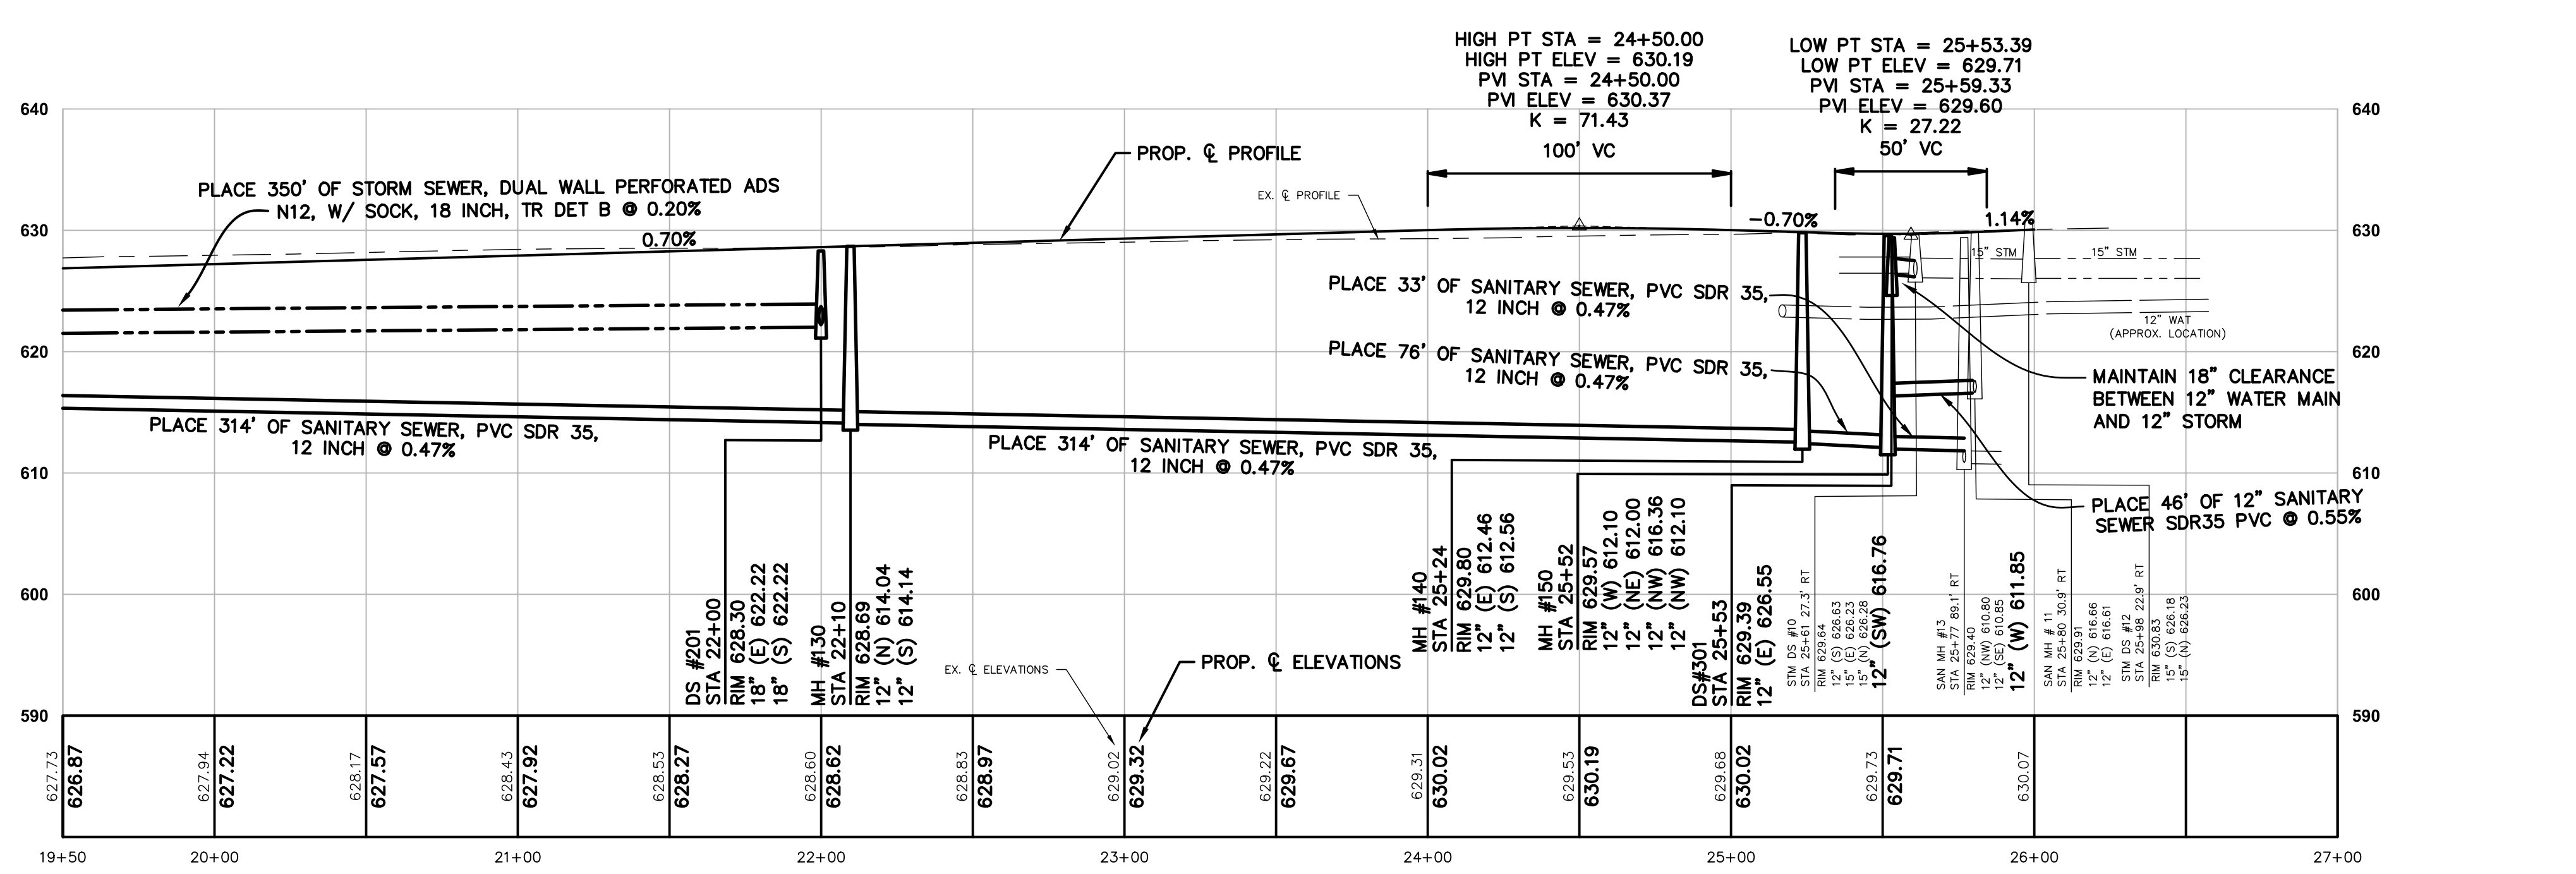 HIGH PT STA = 24+50.00
HIGH PT ELEV = 630.19
PVI STA = 24+50.00
PVI ELEV = 630.37
K = 71.43
100' VC
LOW PT STA = 25+53.39
LOW PT ELEV = 629.71
PVI STA = 25+59.33
PVI ELEV = 629.60
K = 27.22
50' VC
640
640
PROP. ℄ PROFILE
EX. ℄ PROFILE
PLACE 350' OF STORM SEWER, DUAL WALL PERFORATED ADS
N12, W/ SOCK, 18 INCH, TR DET B @ 0.20%
0.70%
-0.70%
1.14%
630
630
15" STM
15" STM
PLACE 33' OF SANITARY SEWER, PVC SDR 35,
12 INCH @ 0.47%
12" WAT
(APPROX. LOCATION)
620
620
PLACE 76' OF SANITARY SEWER, PVC SDR 35,
12 INCH @ 0.47%
MAINTAIN 18" CLEARANCE
BETWEEN 12" WATER MAIN
AND 12" STORM
PLACE 314' OF SANITARY SEWER, PVC SDR 35,
12 INCH @ 0.47%
PLACE 314' OF SANITARY SEWER, PVC SDR 35,
12 INCH @ 0.47%
610
610
PLACE 46' OF 12" SANITARY
SEWER SDR35 PVC @ 0.55%
DS #201
STA 22+00
RIM 628.30
18" (E) 622.22
18" (S) 622.22
MH #130
STA 22+10
RIM 628.69
12" (N) 614.04
12" (S) 614.14
MH #140
STA 25+24
RIM 629.80
12" (E) 612.46
12" (S) 612.56
MH #150
STA 25+52
RIM 629.57
12" (W) 612.10
12" (NE) 612.00
12" (NW) 616.36
12" (NW) 612.10
DS#301
STA 25+53
RIM 629.39
12" (E) 626.55
STM DS #10
STA 25+61 27.3' RT
RIM 629.64
12" (S) 626.63
15" (E) 626.23
15" (N) 626.28
12" (SW) 616.76
SAN MH #13
STA 25+77 89.1' RT
RIM 629.40
12" (NW) 610.80
12" (SE) 610.85
12" (W) 611.85
SAN MH # 11
STA 25+80 30.9' RT
RIM 629.91
12" (N) 616.66
12" (E) 616.61
STM DS #12
STA 25+98 22.9' RT
RIM 630.83
15" (S) 626.18
15" (N) 626.23
600
600
EX. ℄ ELEVATIONS
PROP. ℄ ELEVATIONS
590
590
627.73
626.87
627.94
627.22
628.17
627.57
628.43
627.92
628.53
628.27
628.60
628.62
628.83
628.97
629.02
629.32
629.22
629.67
629.31
630.02
629.53
630.19
629.68
630.02
629.73
629.71
630.07
19+50
20+00
21+00
22+00
23+00
24+00
25+00
26+00
27+00